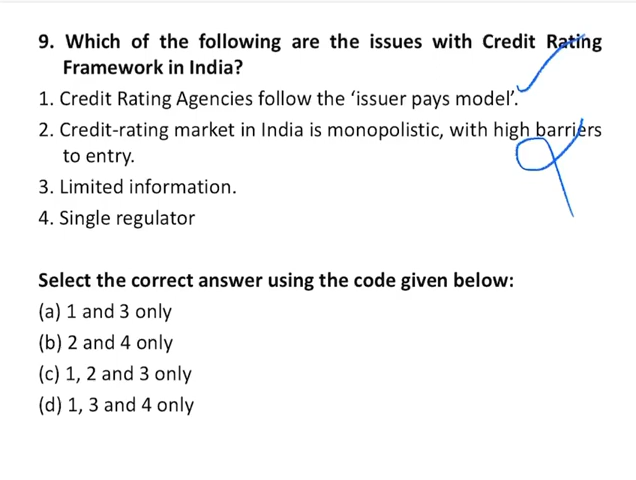 9. Which of the following are the issues with Credit Rating
Framework in India?
1. Credit Rating Agencies follow the ‘issuer pays model’.
2. Credit-rating market in India is monopolistic, with high barriers
to entry.
3. Limited information.
4. Single regulator
Select the correct answer using the code given below:
(a) 1 and 3 only
(b) 2 and 4 only
(c) 1, 2 and 3 only
(d) 1, 3 and 4 only